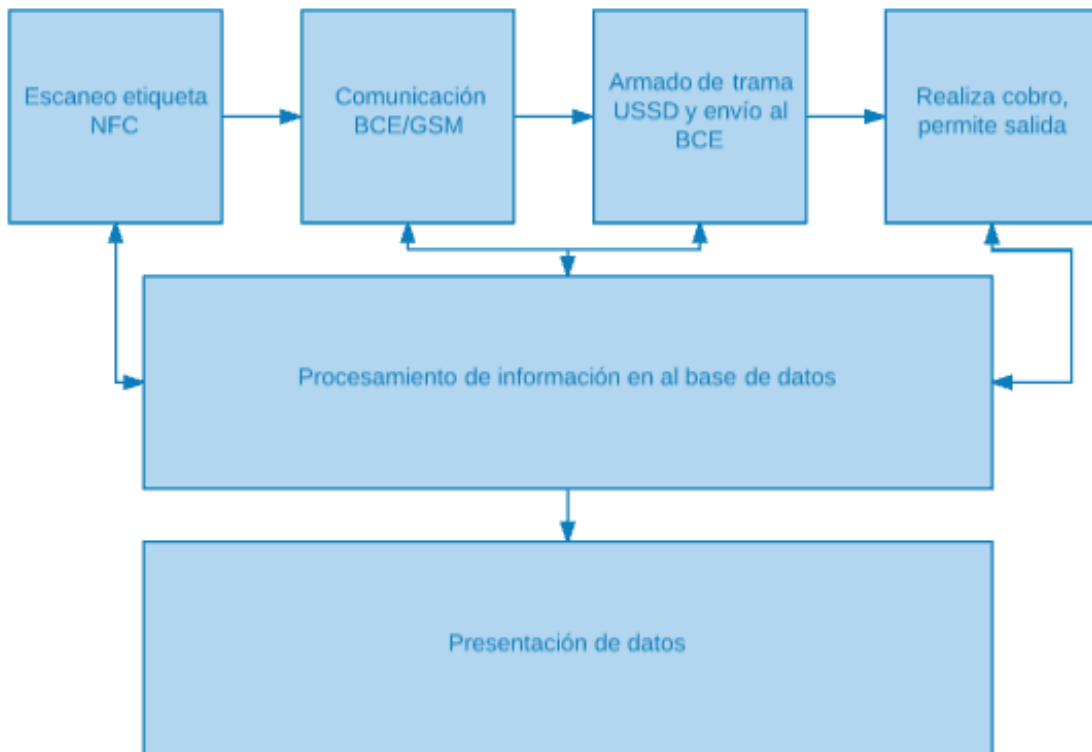 Escaneo etiqueta
NFC
Comunicación
BCE/GSM
Armado de trama
USSD y envío al
BCE
Realiza cobro,
permite salida
Procesamiento de información en al base de datos
Presentación de datos